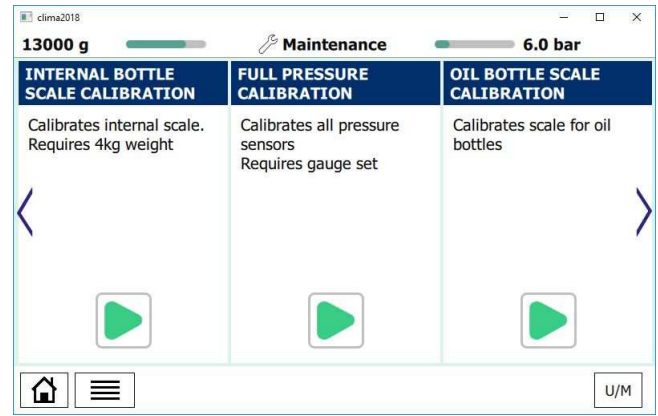 clima2018
13000 g
Maintenance
6.0 bar
INTERNAL BOTTLE
SCALE CALIBRATION
Calibrates internal scale.
Requires 4kg weight
FULL PRESSURE
CALIBRATION
Calibrates all pressure
sensors
Requires gauge set
OIL BOTTLE SCALE
CALIBRATION
Calibrates scale for oil
bottles
U/M